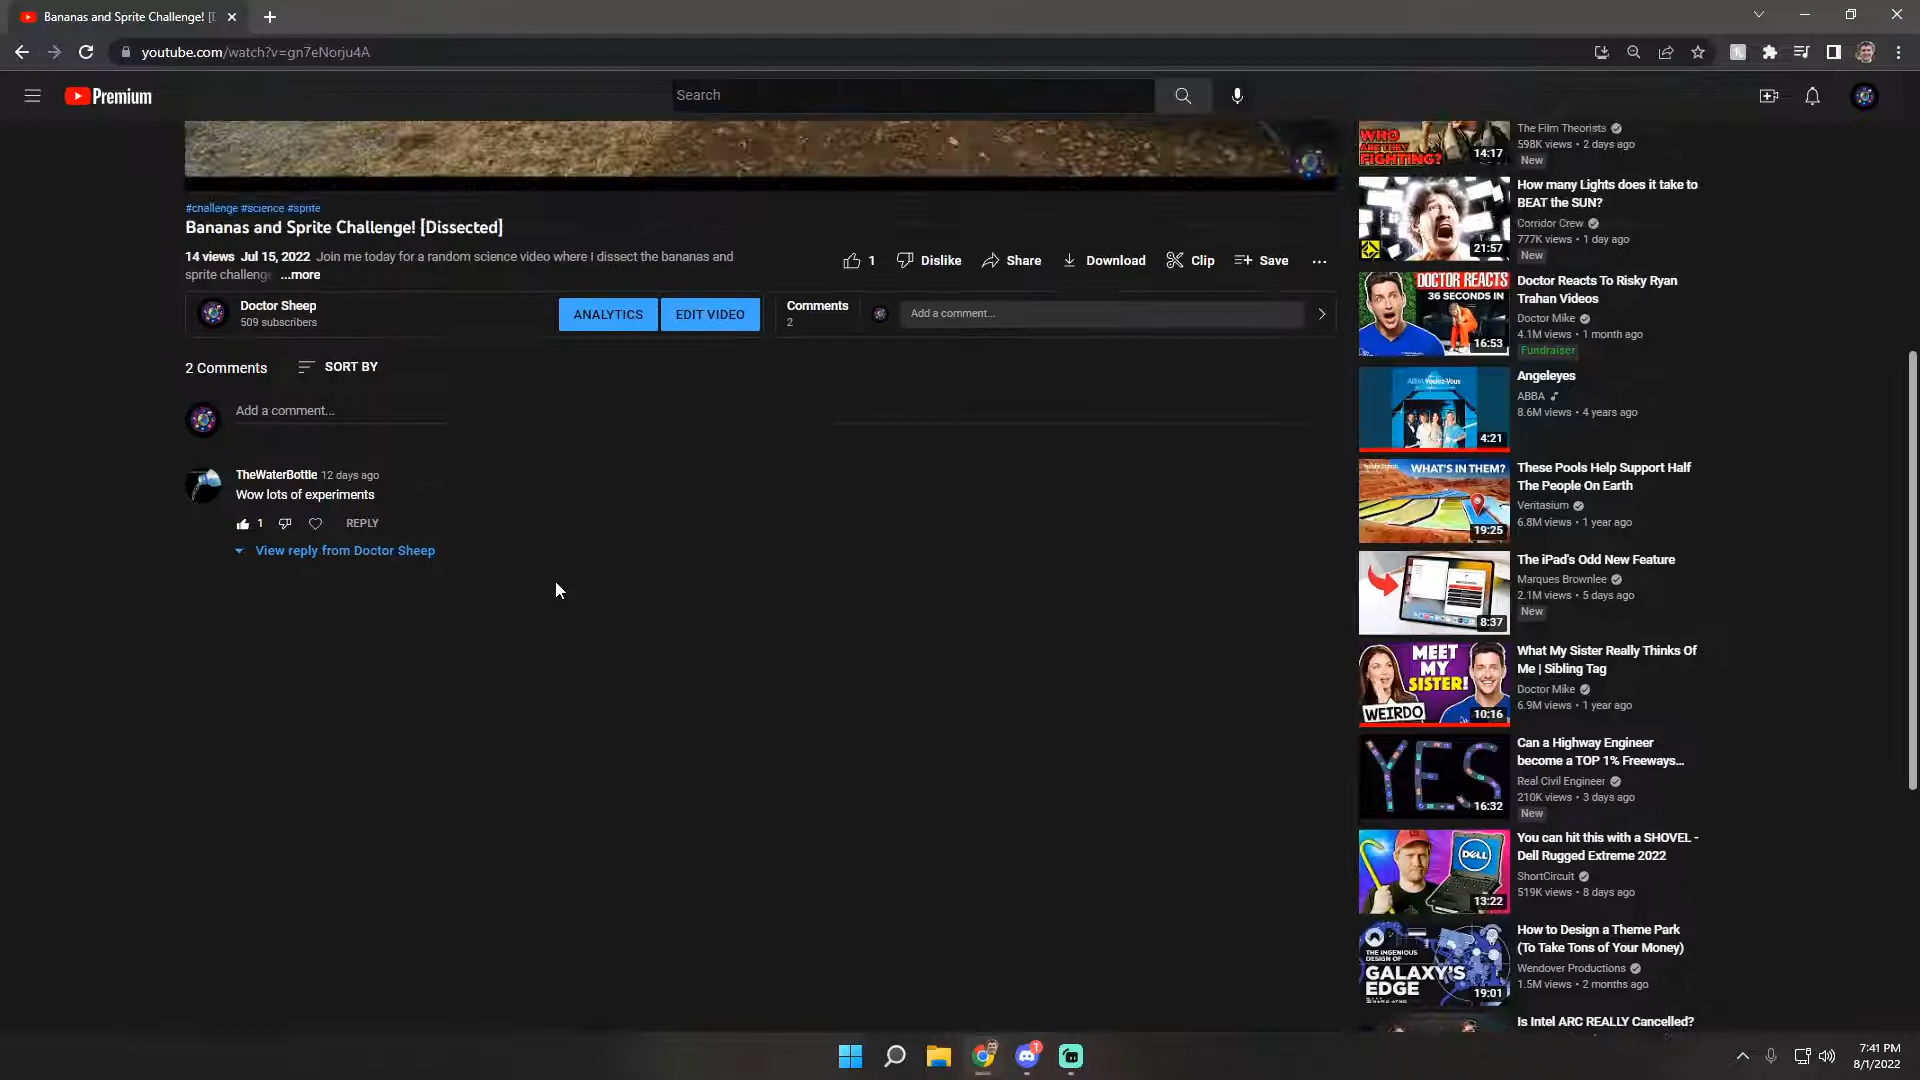 Bananas and Sprite Challenge! [
youtube.com/watch?v=gn7eNorju4A
Premium
Search
#challenge #science #sprite
Bananas and Sprite Challenge! [Dissected]
14 views Jul 15, 2022 Join me today for a random science video where I dissect the bananas and
sprite challenge ...more
1
Dislike
Share
Download
Clip
Save
Doctor Sheep
509 subscribers
ANALYTICS
EDIT VIDEO
Comments
2
Add a comment...
2 Comments
SORT BY
Add a comment...
TheWaterBottle 12 days ago
Wow lots of experiments
1
REPLY
View reply from Doctor Sheep
WHO
ARE THEY
FIGHTING?
14:17
The Film Theorists
598K views • 2 days ago
New
21:57
How many Lights does it take to
BEAT the SUN?
Corridor Crew
777K views • 1 day ago
New
DOCTOR REACTS
36 SECONDS IN
16:53
Doctor Reacts To Risky Ryan
Trahan Videos
Doctor Mike
4.1M views • 1 month ago
Fundraiser
ABBA Voulez-Vous
4:21
Angeleyes
ABBA
8.6M views • 4 years ago
WHAT'S IN THEM?
19:25
These Pools Help Support Half
The People On Earth
Veritasium
6.8M views • 1 year ago
8:37
The iPad's Odd New Feature
Marques Brownlee
2.1M views • 5 days ago
New
MEET
MY
SISTER!
WEIRDO
10:16
What My Sister Really Thinks Of
Me | Sibling Tag
Doctor Mike
6.9M views • 1 year ago
YES
16:32
Can a Highway Engineer
become a TOP 1% Freeways...
Real Civil Engineer
210K views • 3 days ago
New
DELL
13:22
You can hit this with a SHOVEL -
Dell Rugged Extreme 2022
ShortCircuit
519K views • 8 days ago
THE INGENIOUS
DESIGN OF
GALAXY'S
EDGE
19:01
How to Design a Theme Park
(To Take Tons of Your Money)
Wendover Productions
1.5M views • 2 months ago
Is Intel ARC REALLY Cancelled?
1
7:41 PM
8/1/2022